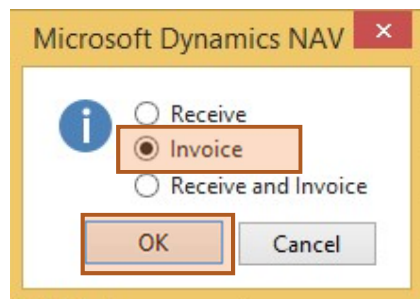 Microsoft Dynamics NAV
Receive
Invoice
Receive and Invoice
OK Cancel